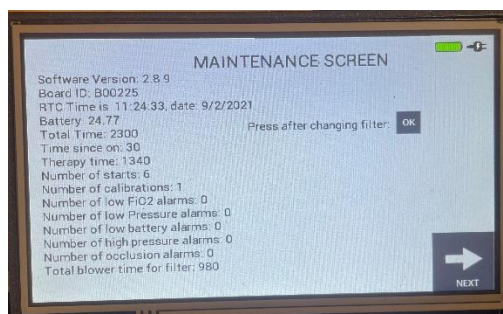 MAINTENANCE SCREEN
Software Version: 2.8.9
Board ID: B00225
RTC Time is 11:24:33, date: 9/2/2021
Battery: 24.77
Total Time: 2300
Press after changing filter: OK
Time since on: 30
Therapy time: 1340
Number of starts: 6
Number of calibrations: 1
Number of low FiO2 alarms: 0
Number of low Pressure alarms: 0
Number of low battery alarms: 0
Number of high pressure alarms: 0
Number of occlusion alarms: 0
Total blower time for filter: 980
NEXT